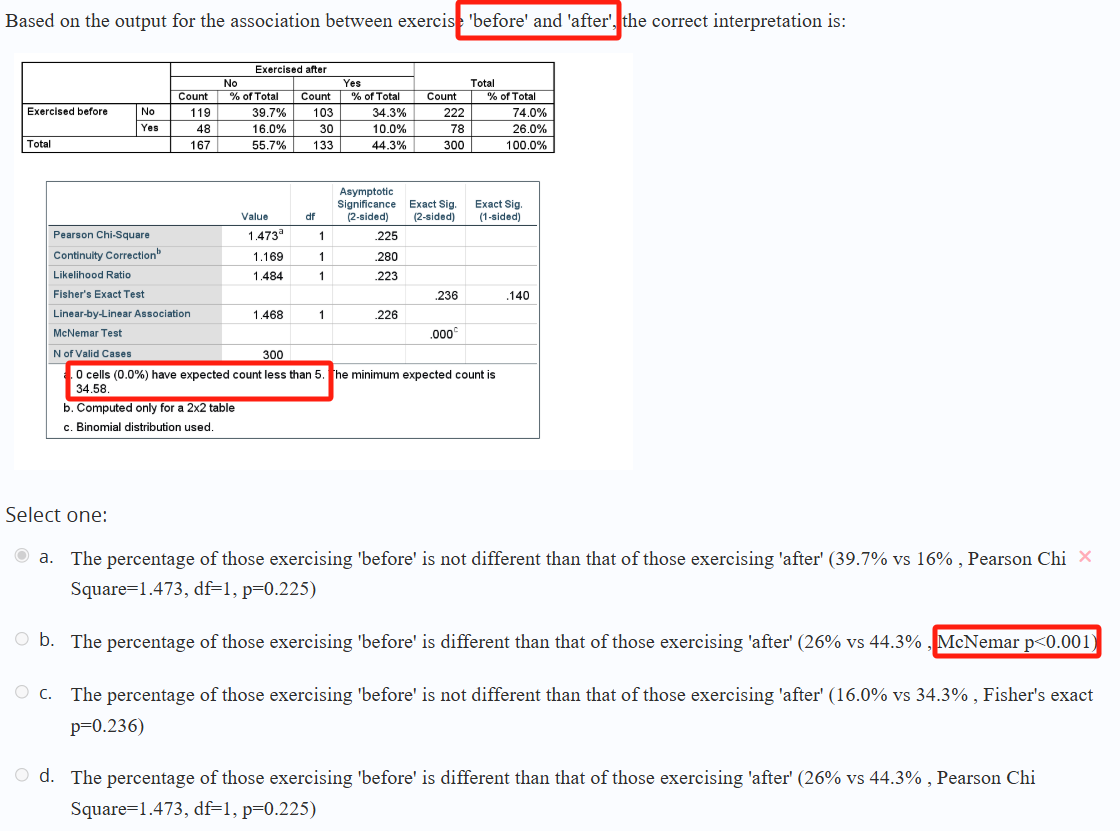 Based on the output for the association between exercise 'before' and 'after', the correct interpretation is:
Exercised after
No Yes Total
Count % of Total Count % of Total Count % of Total
Exercised before No 119 39.7% 103 34.3% 222 74.0%
Yes 48 16.0% 30 10.0% 78 26.0%
Total 167 55.7% 133 44.3% 300 100.0%
Asymptotic
Significance Exact Sig. Exact Sig.
Value df (2-sided) (2-sided) (1-sided)
Pearson Chi-Square 1.473a 1 .225
Continuity Correctionb 1.169 1 .280
Likelihood Ratio 1.484 1 .223
Fisher's Exact Test .236 .140
Linear-by-Linear Association 1.468 1 .226
McNemar Test .000c
N of Valid Cases 300
a. 0 cells (0.0%) have expected count less than 5. The minimum expected count is
34.58.
b. Computed only for a 2x2 table
c. Binomial distribution used.
Select one:
a. The percentage of those exercising 'before' is not different than that of those exercising 'after' (39.7% vs 16% , Pearson Chi
Square=1.473, df=1, p=0.225)
b. The percentage of those exercising 'before' is different than that of those exercising 'after' (26% vs 44.3% , McNemar p<0.001)
c. The percentage of those exercising 'before' is not different than that of those exercising 'after' (16.0% vs 34.3% , Fisher's exact
p=0.236)
d. The percentage of those exercising 'before' is different than that of those exercising 'after' (26% vs 44.3% , Pearson Chi
Square=1.473, df=1, p=0.225)